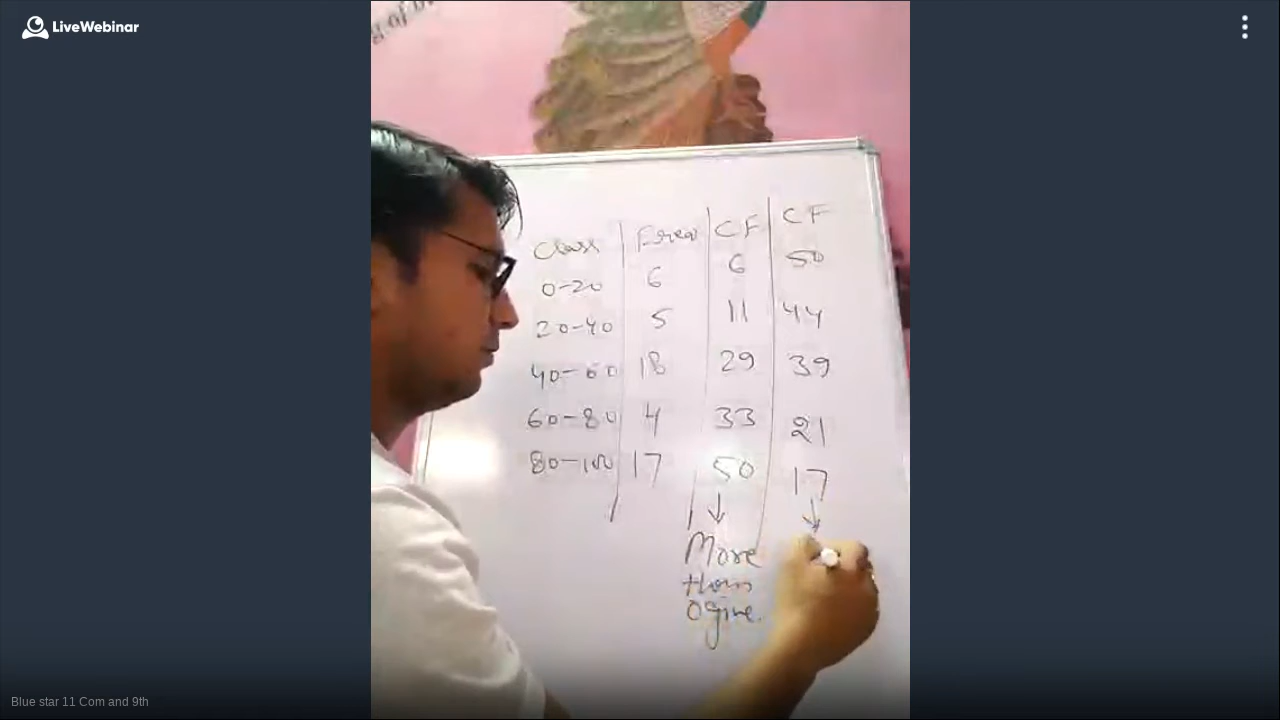 LiveWebinar
Class Freq CF CF
0-20 6 6 50
20-40 5 11 44
40-60 18 29 39
60-80 4 33 21
80-100 17 50 17
More
than
Ogive.
Blue star 11 Com and 9th